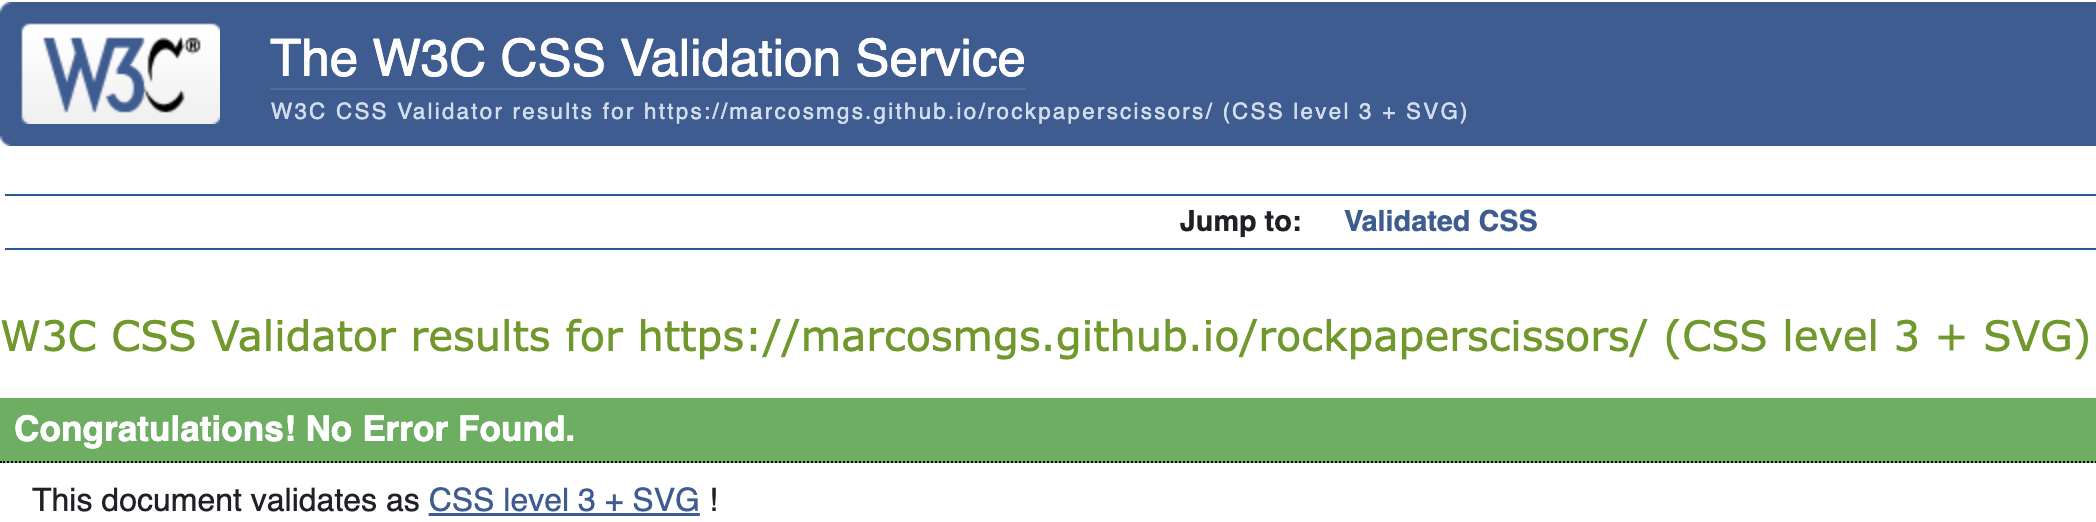 W3C®
The W3C CSS Validation Service
W3C CSS Validator results for https://marcosmgs.github.io/rockpaperscissors/ (CSS level 3 + SVG)
Jump to: Validated CSS
W3C CSS Validator results for https://marcosmgs.github.io/rockpaperscissors/ (CSS level 3 + SVG)
Congratulations! No Error Found.
This document validates as CSS level 3 + SVG !